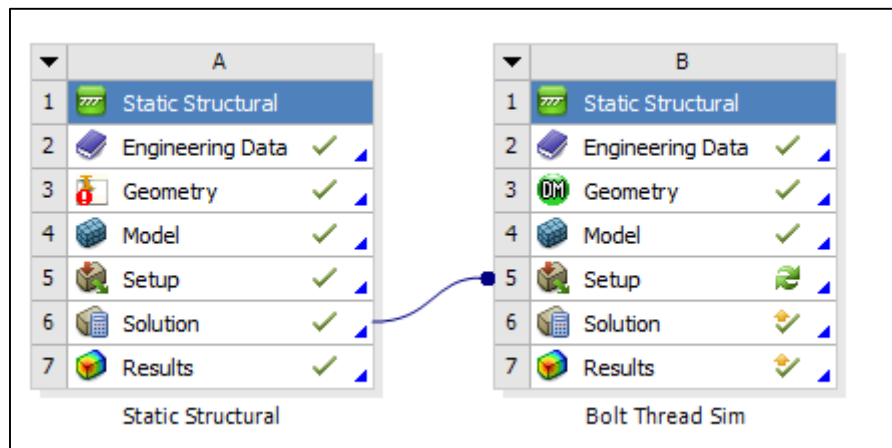 A
1 Static Structural
2 Engineering Data
3 Geometry
4 Model
5 Setup
6 Solution
7 Results
Static Structural
B
1 Static Structural
2 Engineering Data
3 DM Geometry
4 Model
5 Setup
6 Solution
7 Results
Bolt Thread Sim